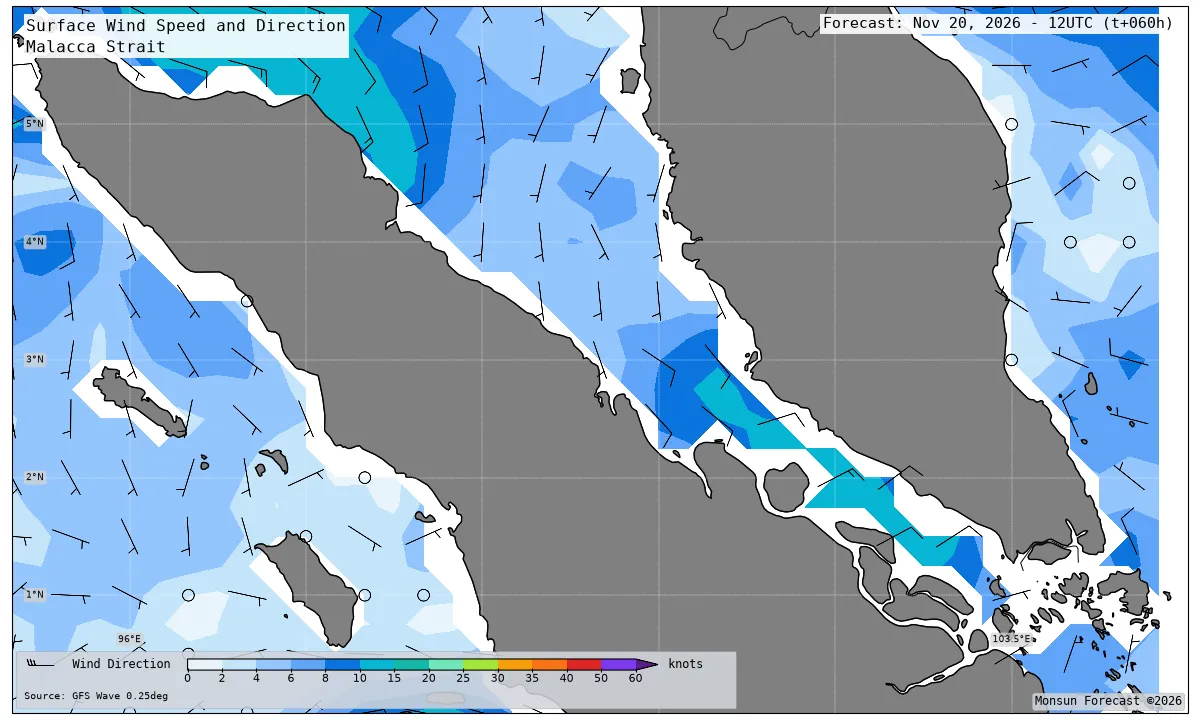 Surface Wind Speed and Direction
Malacca Strait
Forecast: Nov 20, 2026 - 12UTC (t+060h)
5°N
4°N
3°N
2°N
1°N
96°E
103.5°E
Wind Direction
0 2 4 6 8 10 15 20 25 30 35 40 50 60
knots
Source: GFS Wave 0.25deg
Monsun Forecast ©2026